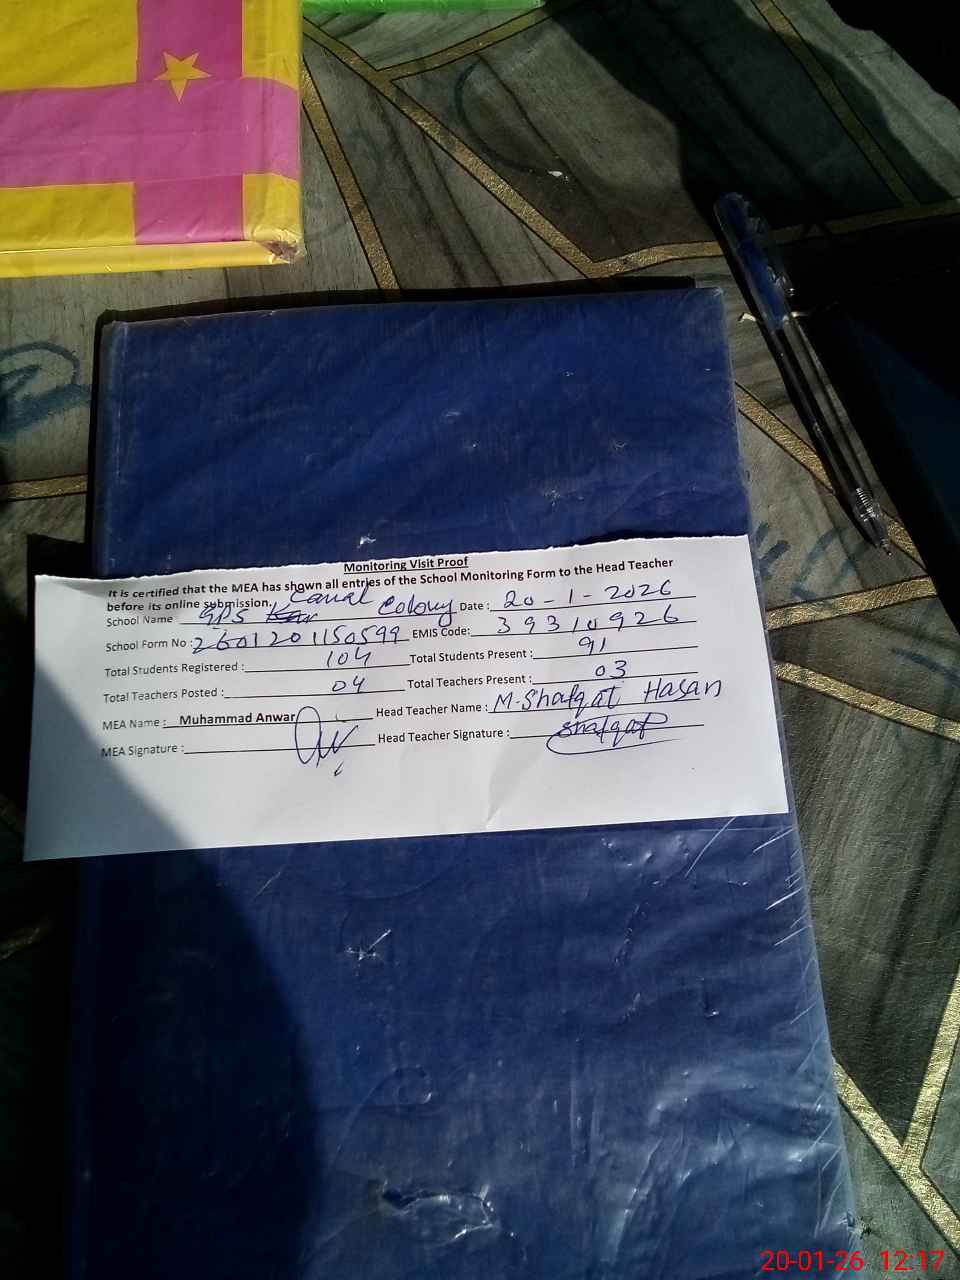 Monitoring Visit Proof
It is certified that the MEA has shown all entries of the School Monitoring Form to the Head Teacher
before its online submission.
School Name GPS Canal Colony Date : 20-1-2026
School Form No : 2601201150599 EMIS Code: 39310926
Total Students Registered : 104 Total Students Present : 91
Total Teachers Posted : 04 Total Teachers Present : 03
MEA Name : Muhammad Anwar Head Teacher Name : M. Shafqat Hasan
MEA Signature : Head Teacher Signature : Shafqat
20-01-26 12:17